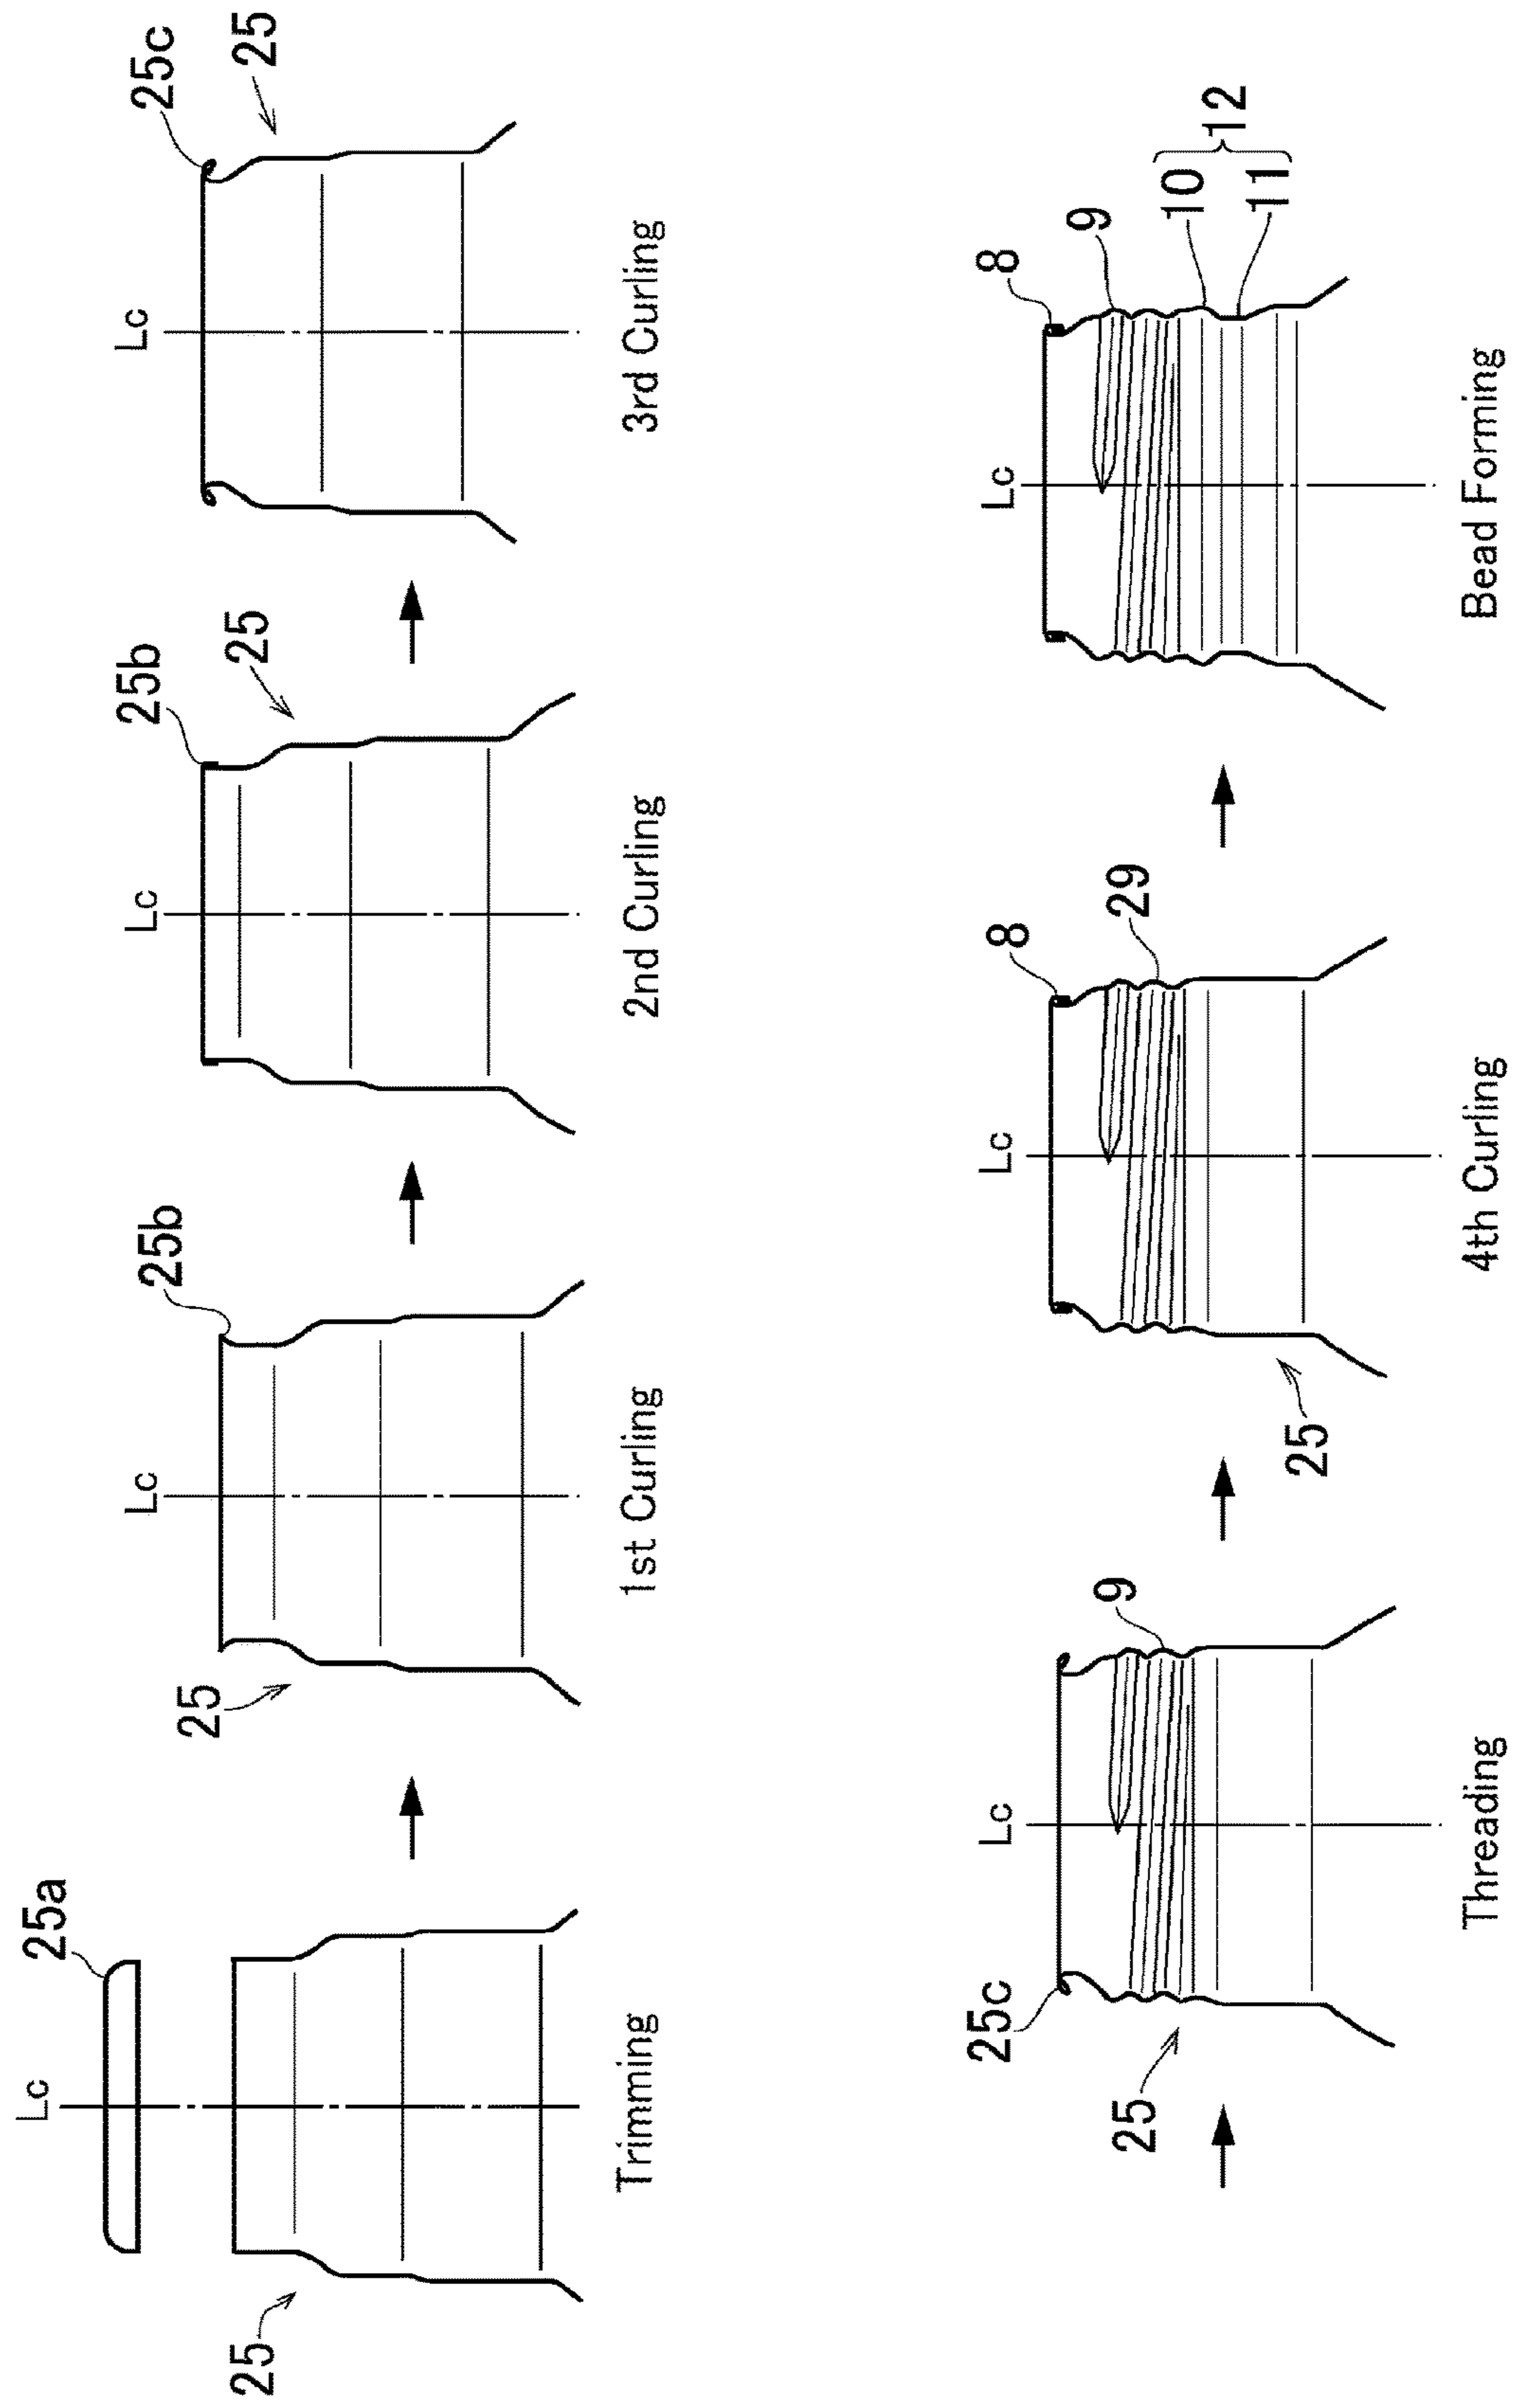 Lc
25a
25
Trimming
Lc
25b
25
1st Curling
Lc
25b
25
2nd Curling
Lc
25c
25
3rd Curling
Lc
9
25c
25
Threading
Lc
8
29
25
4th Curling
Lc
8
9
10
11
12
Bead Forming